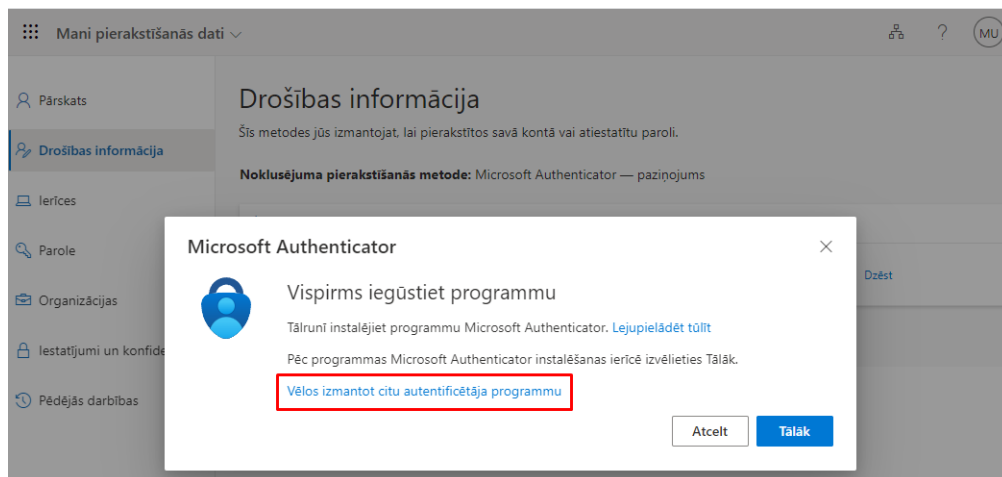 Mani pierakstīšanās dati
?
MU
Pārskats
Drošības informācija
Ierīces
Parole
Organizācijas
Iestatījumi un konfide
Pēdējās darbības
Drošības informācija
Šīs metodes jūs izmantojat, lai pierakstītos savā kontā vai atiestatītu paroli.
Noklusējuma pierakstīšanās metode: Microsoft Authenticator — paziņojums
Dzēst
Microsoft Authenticator
Vispirms iegūstiet programmu
Tālrunī instalējiet programmu Microsoft Authenticator. Lejupielādēt tūlīt
Pēc programmas Microsoft Authenticator instalēšanas ierīcē izvēlieties Tālāk.
Vēlos izmantot citu autentificētāja programmu
Atcelt
Tālāk